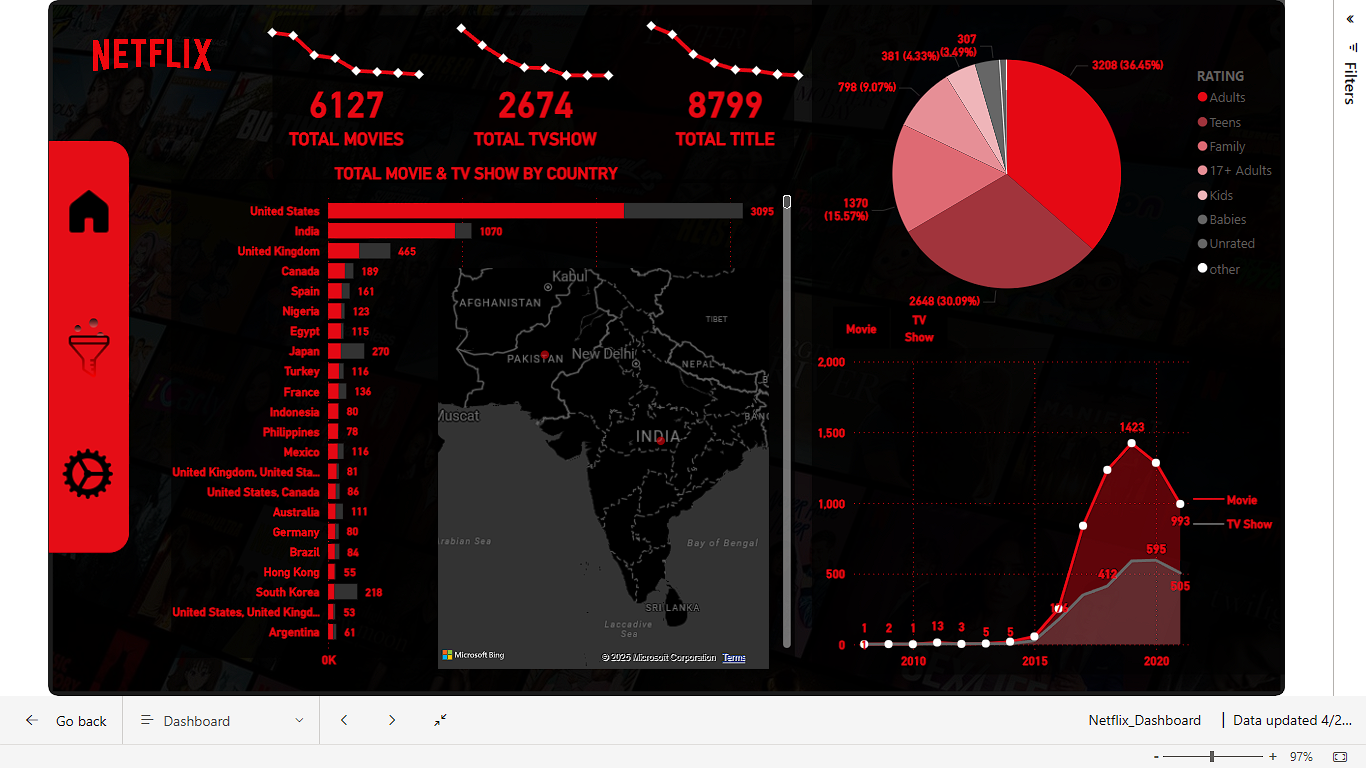 NETFLIX
6127
TOTAL MOVIES
2674
TOTAL TVSHOW
8799
TOTAL TITLE
TOTAL MOVIE & TV SHOW BY COUNTRY
United States 3095
India 1070
United Kingdom 465
Canada 189
Spain 161
Nigeria 123
Egypt 115
Japan 270
Turkey 116
France 136
Indonesia 80
Philippines 78
Mexico 116
United Kingdom, United Sta... 81
United States, Canada 86
Australia 111
Germany 80
Brazil 84
Hong Kong 55
South Korea 218
United States, United Kingd... 53
Argentina 61
0K
Kabul
AFGHANISTAN
TIBET
PAKISTAN
New Delhi
NEPAL
Muscat
INDIA
Bay of Bengal
SRI LANKA
Laccadive
Sea
Microsoft Bing
© 2025 Microsoft Corporation Terms
307
(3.49%)
381 (4.33%)
798 (9.07%)
1370
(15.57%)
2648 (30.09%)
3208 (36.45%)
RATING
Adults
Teens
Family
17+ Adults
Kids
Babies
Unrated
other
Movie
TV
Show
2,000
1,500
1,000
500
0
1 2 1 13 3 5 5
1
412
1423
993
595
505
2010 2015 2020
Movie
TV Show
Filters
Go back
Dashboard
Netflix_Dashboard | Data updated 4/2...
- + 97%